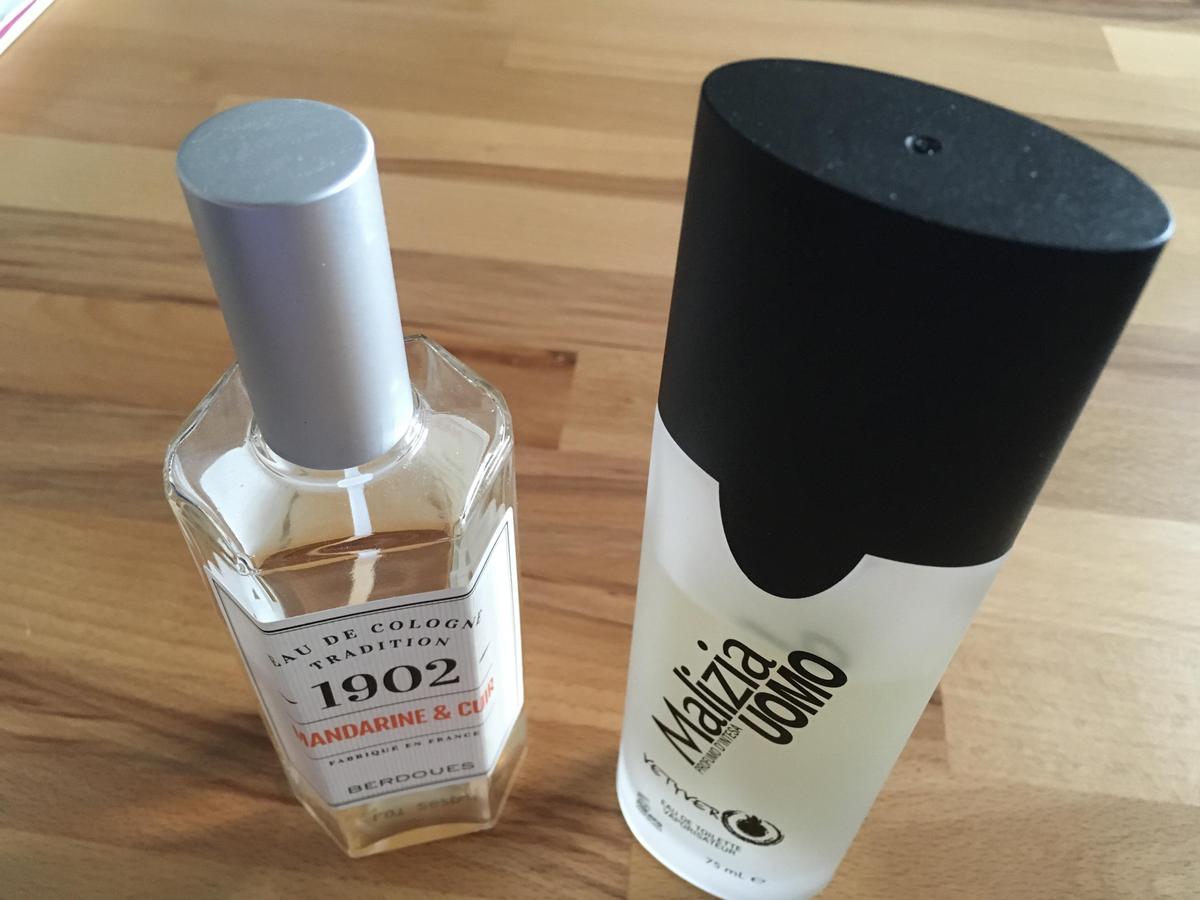 EAU DE COLOGNE
TRADITION
1902
MANDARINE & CUIR
FABRIQUÉ EN FRANCE
BERDOUES
Malizia
UOMO
PROFUMO D'INTESA
VETYVER
EAU DE TOILETTE
VAPORISATEUR
75 mL e